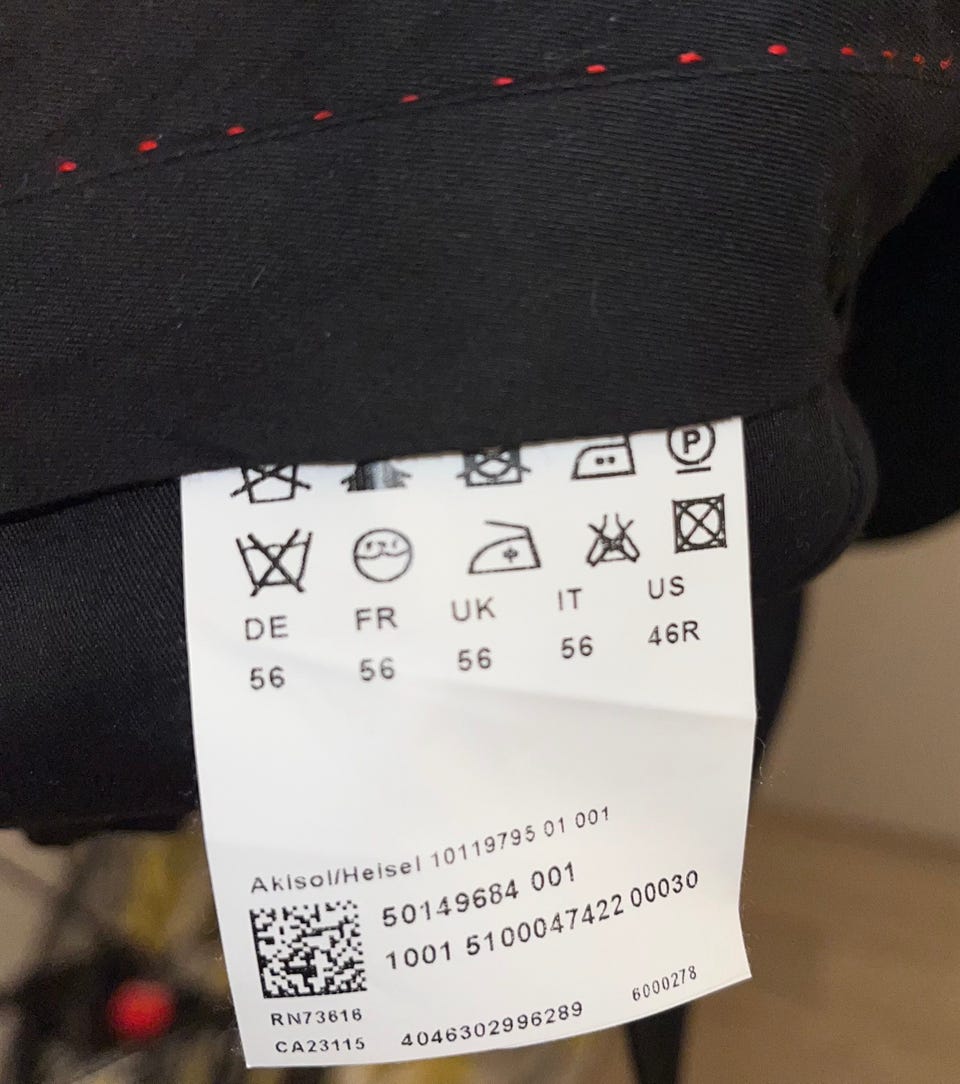 P
DE FR UK IT US
56 56 56 56 46R
Akisol/Heisel 10119795 01 001
50149684 001
1001 5100047422 00030
RN73616
CA23115 4046302996289 6000278